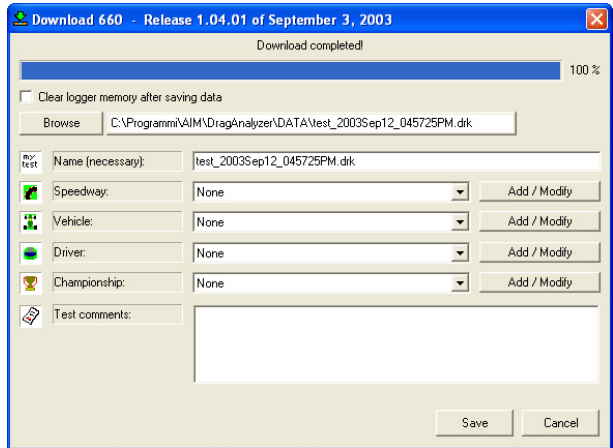 Download 660 - Release 1.04.01 of September 3, 2003
Download completed!
100 %
Clear logger memory after saving data
Browse C:\Programmi\AIM\DragAnalyzer\DATA\test_2003Sep12_045725PM.drk
my test Name (necessary): test_2003Sep12_045725PM.drk
Speedway: None Add / Modify
Vehicle: None Add / Modify
Driver: None Add / Modify
Championship: None Add / Modify
Test comments:
Save Cancel